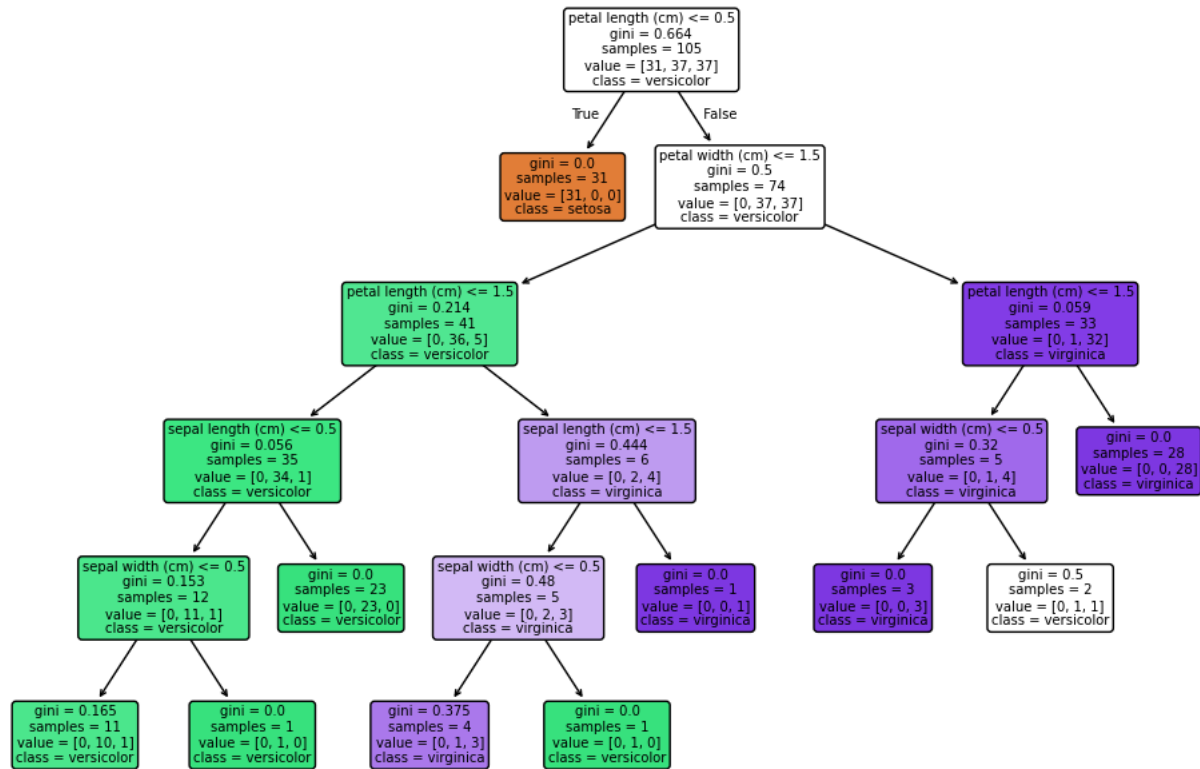 petal length (cm) <= 0.5
gini = 0.664
samples = 105
value = [31, 37, 37]
class = versicolor
True
False
gini = 0.0
samples = 31
value = [31, 0, 0]
class = setosa
petal width (cm) <= 1.5
gini = 0.5
samples = 74
value = [0, 37, 37]
class = versicolor
petal length (cm) <= 1.5
gini = 0.214
samples = 41
value = [0, 36, 5]
class = versicolor
petal length (cm) <= 1.5
gini = 0.059
samples = 33
value = [0, 1, 32]
class = virginica
sepal length (cm) <= 0.5
gini = 0.056
samples = 35
value = [0, 34, 1]
class = versicolor
sepal length (cm) <= 1.5
gini = 0.444
samples = 6
value = [0, 2, 4]
class = virginica
sepal width (cm) <= 0.5
gini = 0.32
samples = 5
value = [0, 1, 4]
class = virginica
gini = 0.0
samples = 28
value = [0, 0, 28]
class = virginica
sepal width (cm) <= 0.5
gini = 0.153
samples = 12
value = [0, 11, 1]
class = versicolor
gini = 0.0
samples = 23
value = [0, 23, 0]
class = versicolor
sepal width (cm) <= 0.5
gini = 0.48
samples = 5
value = [0, 2, 3]
class = virginica
gini = 0.0
samples = 1
value = [0, 0, 1]
class = virginica
gini = 0.0
samples = 3
value = [0, 0, 3]
class = virginica
gini = 0.5
samples = 2
value = [0, 1, 1]
class = versicolor
gini = 0.165
samples = 11
value = [0, 10, 1]
class = versicolor
gini = 0.0
samples = 1
value = [0, 1, 0]
class = versicolor
gini = 0.375
samples = 4
value = [0, 1, 3]
class = virginica
gini = 0.0
samples = 1
value = [0, 1, 0]
class = versicolor